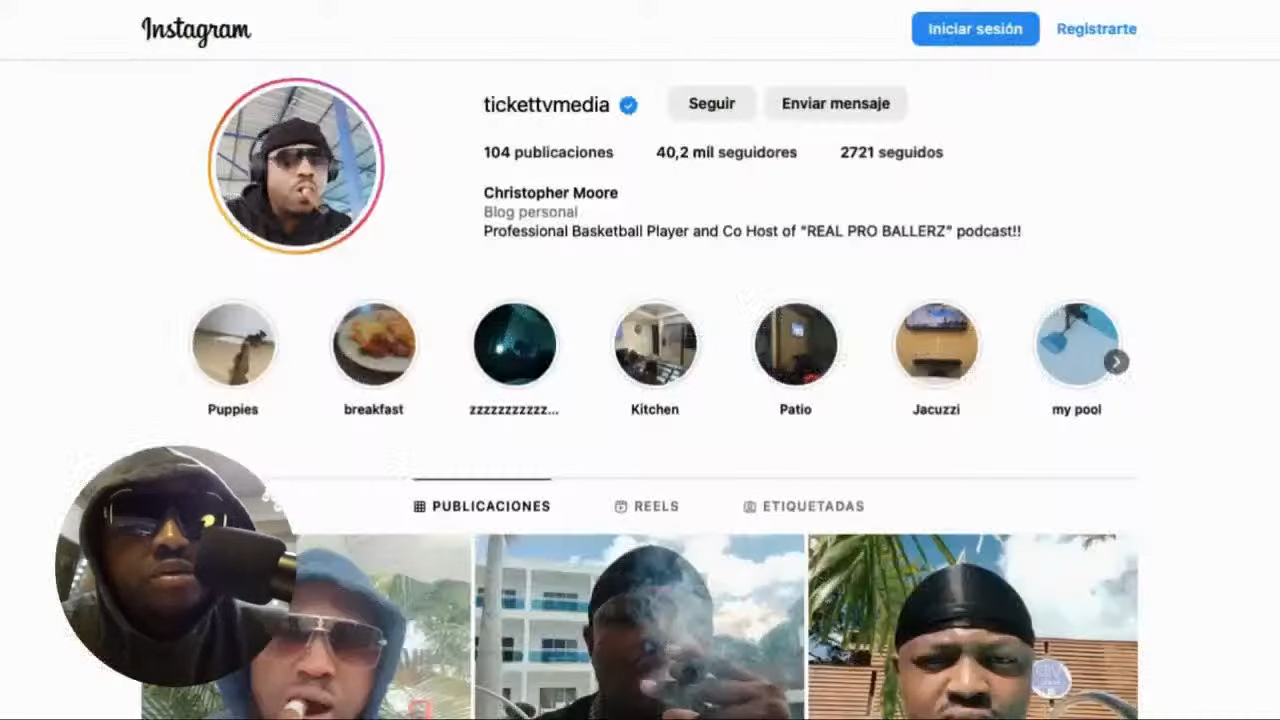 Instagram
Iniciar sesión
Registrarte
tickettvmedia
Seguir
Enviar mensaje
104 publicaciones
40,2 mil seguidores
2721 seguidos
Christopher Moore
Blog personal
Professional Basketball Player and Co Host of "REAL PRO BALLERZ" podcast!!
Puppies
breakfast
zzzzzzzzzzz...
Kitchen
Patio
Jacuzzi
my pool
PUBLICACIONES
REELS
ETIQUETADAS